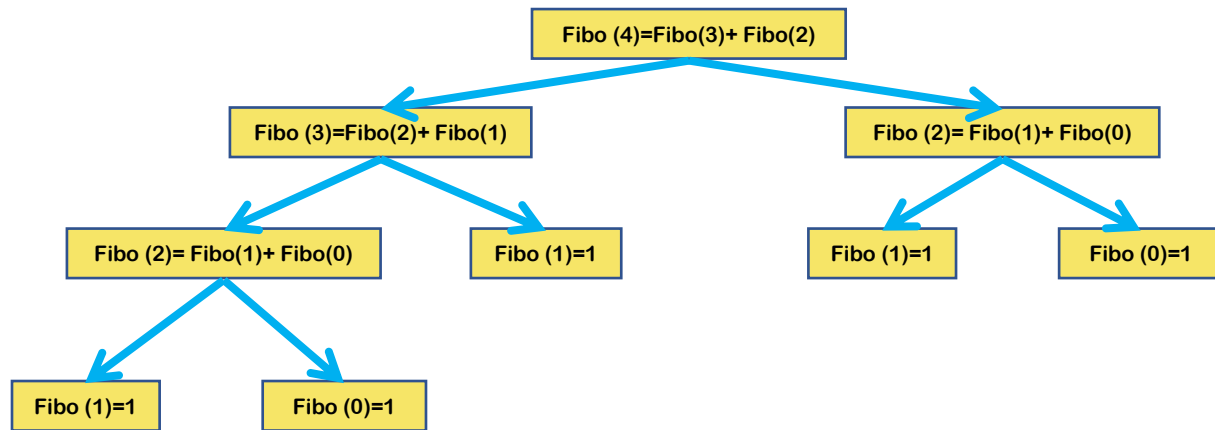 Fibo (4)=Fibo(3)+ Fibo(2)
Fibo (3)=Fibo(2)+ Fibo(1)
Fibo (2)= Fibo(1)+ Fibo(0)
Fibo (2)= Fibo(1)+ Fibo(0)
Fibo (1)=1
Fibo (1)=1
Fibo (0)=1
Fibo (1)=1
Fibo (0)=1